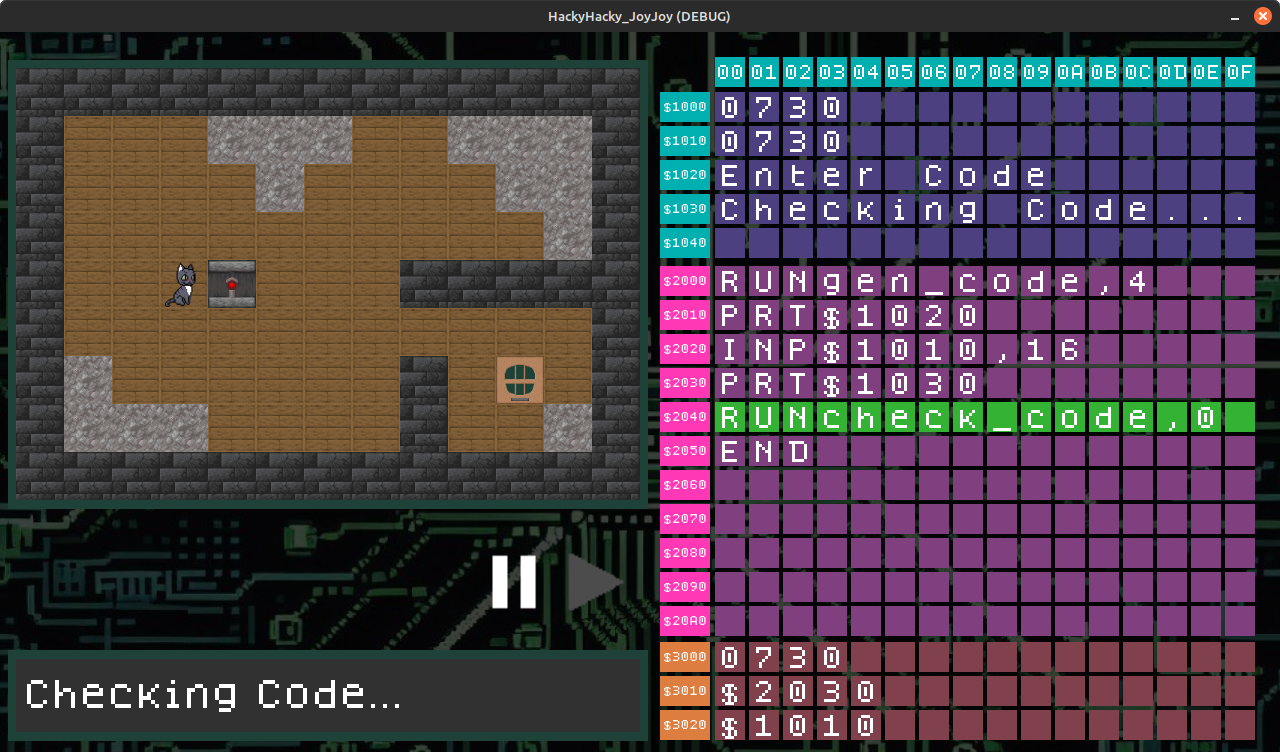 HackyHacky_JoyJoy (DEBUG)
00 01 02 03 04 05 06 07 08 09 0A 0B 0C 0D 0E 0F
$1000 0730
$1010 0730
$1020 Enter Code
$1030 Checking Code...
$1040
$2000 RUNgen_code,4
$2010 PRT$1020
$2020 INP$1010,16
$2030 PRT$1030
$2040 RUNcheck_code,0
$2050 END
$2060
$2070
$2080
$2090
$20A0
$3000 0730
$3010 $2030
$3020 $1010
Checking Code...